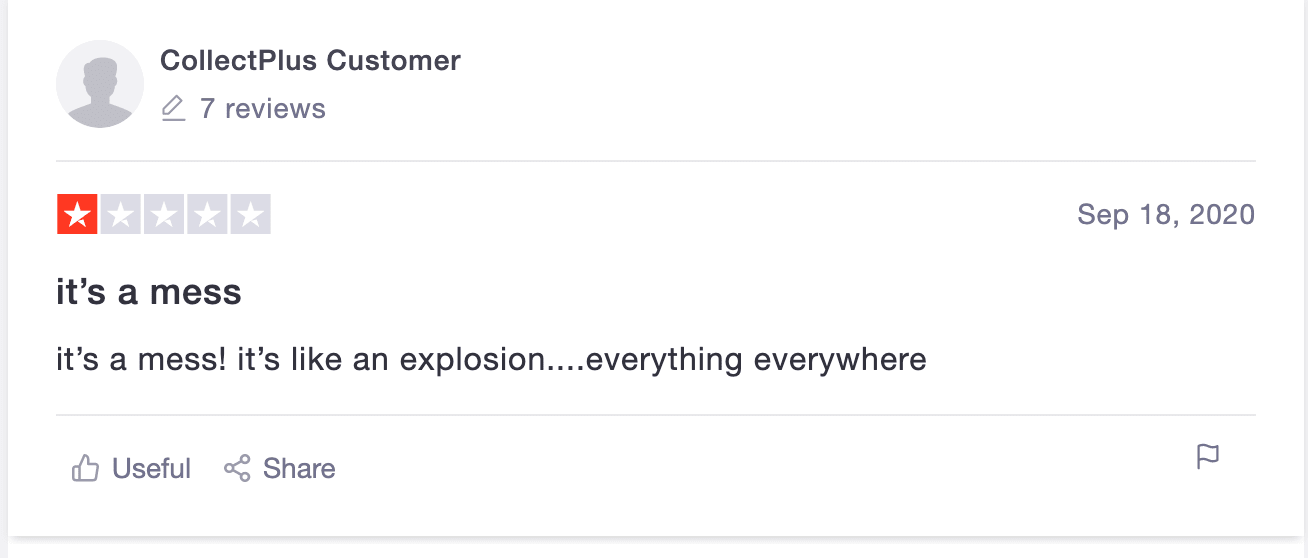 CollectPlus Customer
7 reviews
Sep 18, 2020
it’s a mess
it’s a mess! it’s like an explosion....everything everywhere
Useful Share